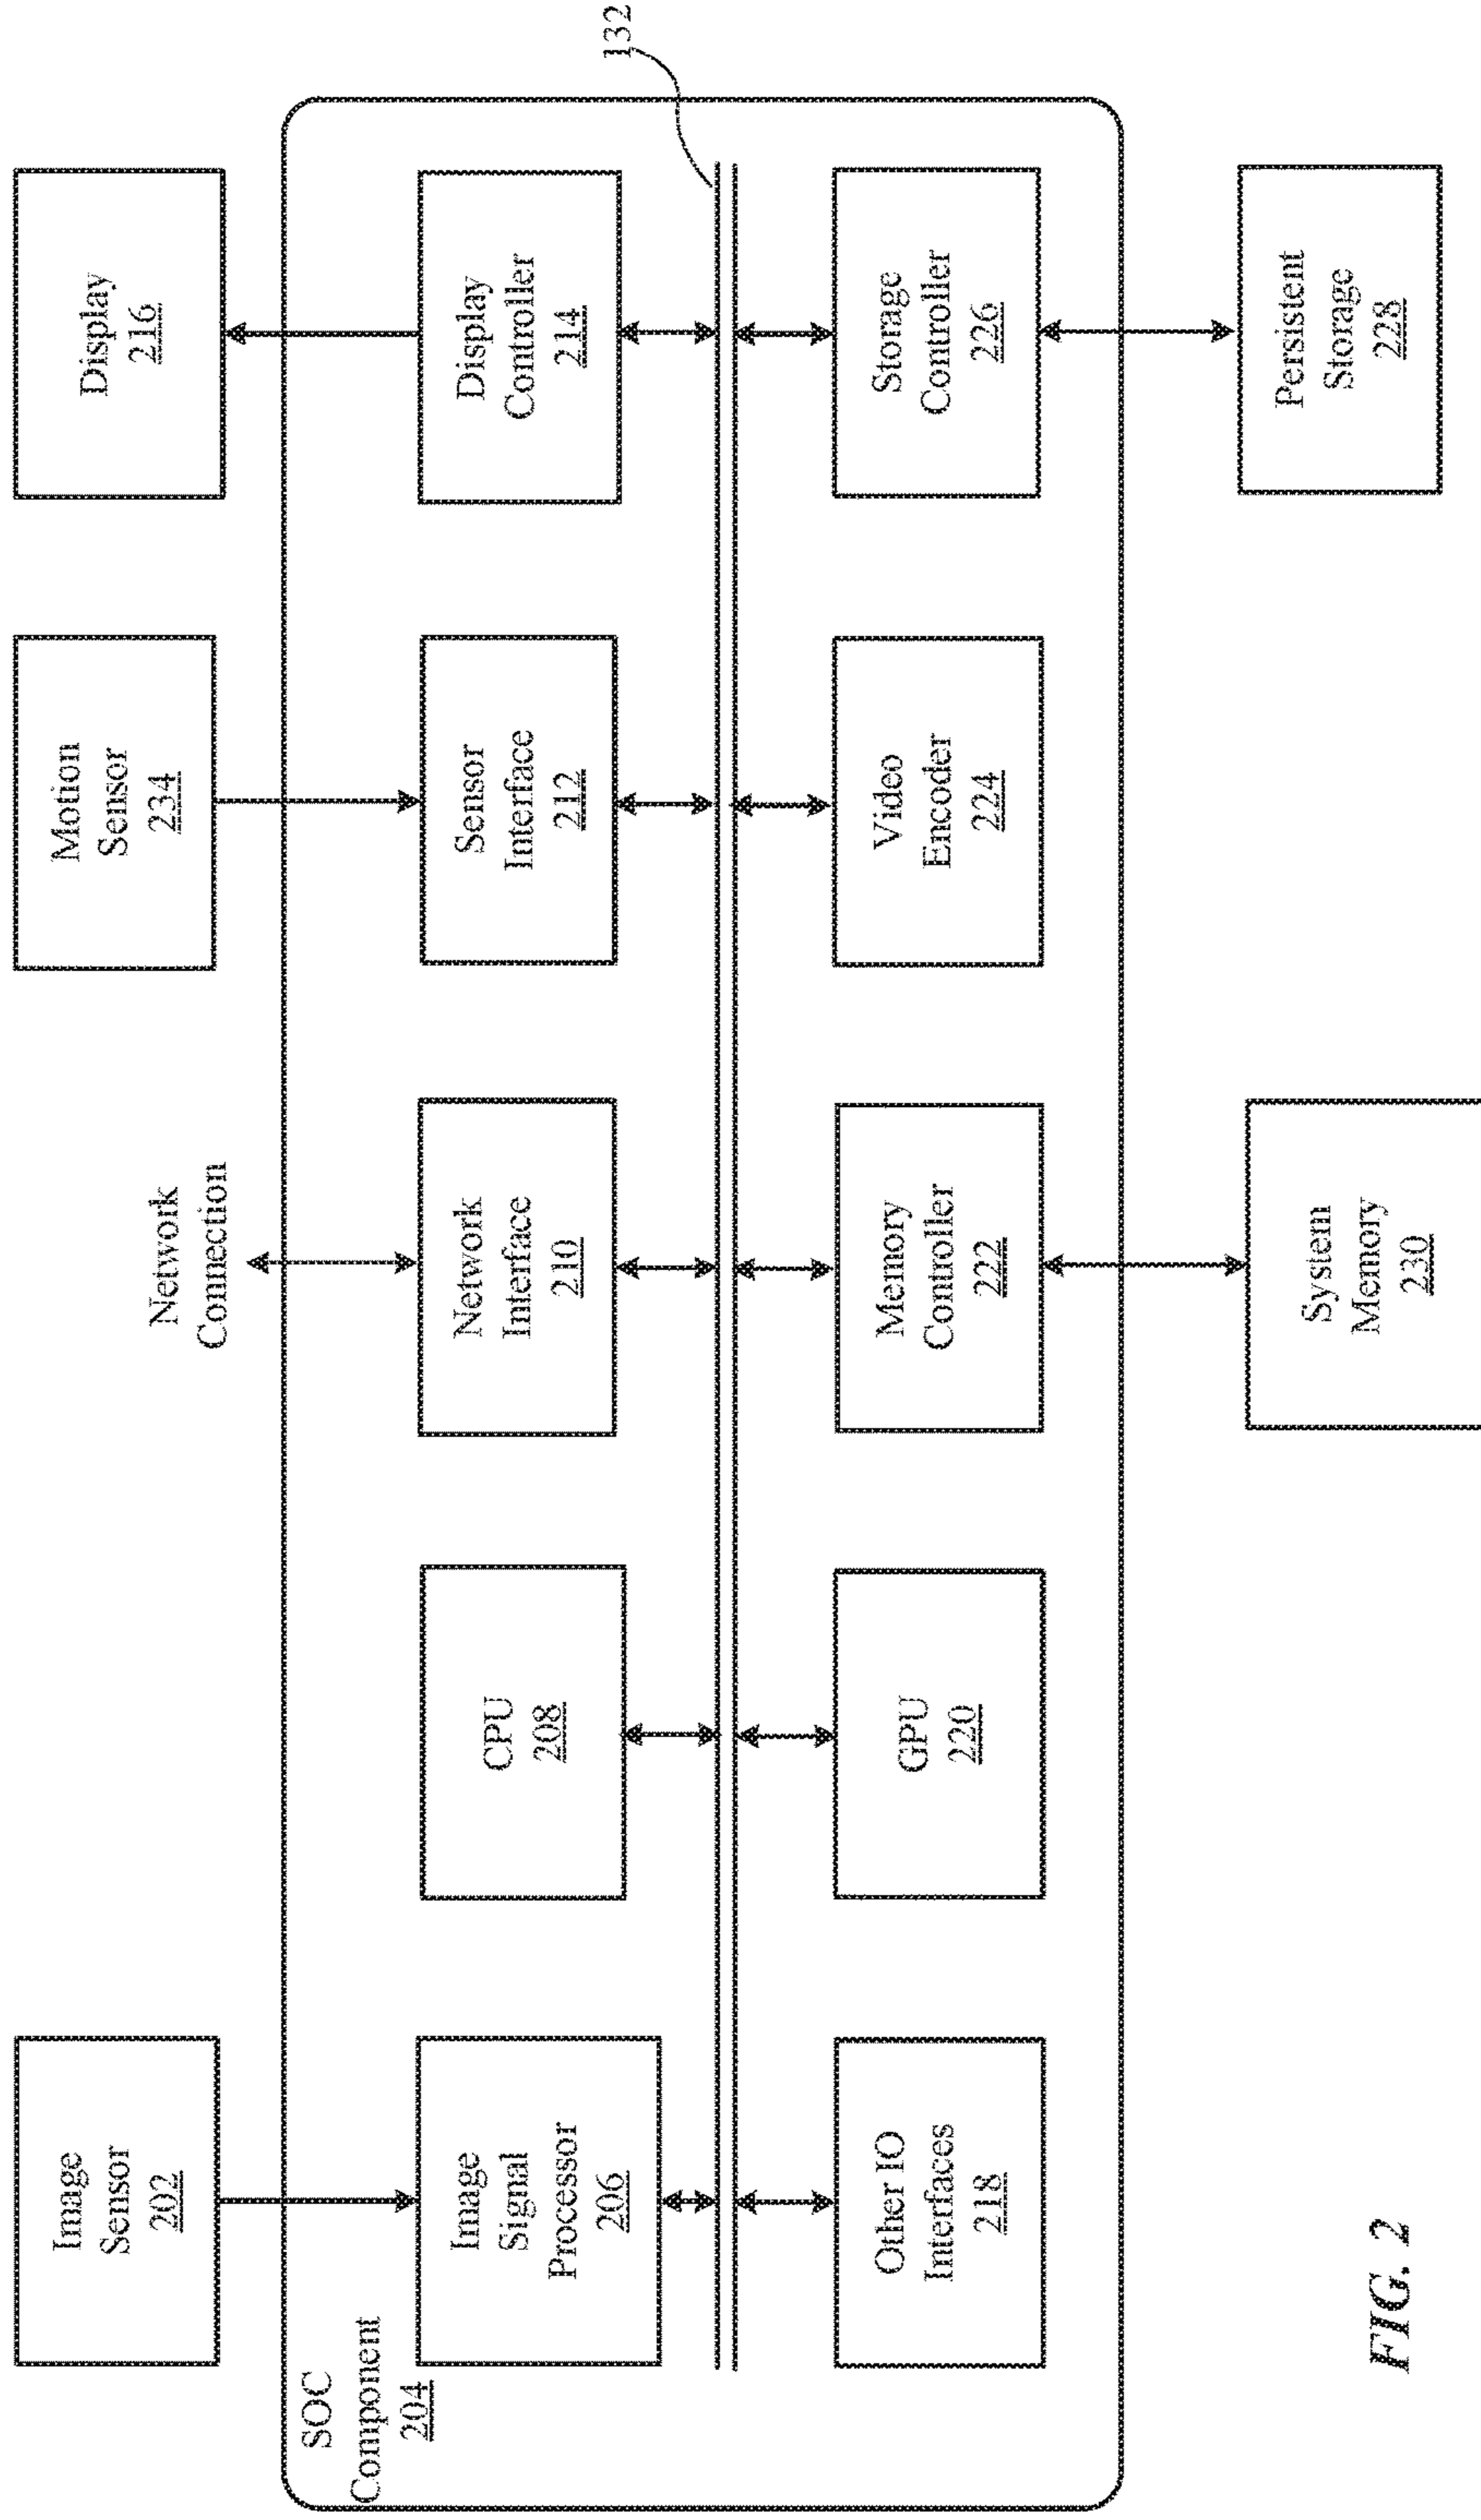 Image
Sensor
202
Motion
Sensor
234
Display
216
Network
Connection
SOC
Component
204
Image
Signal
Processor
206
CPU
208
Network
Interface
210
Sensor
Interface
212
Display
Controller
214
132
Other IO
Interfaces
218
GPU
220
Memory
Controller
222
Video
Encoder
224
Storage
Controller
226
System
Memory
230
Persistent
Storage
228
FIG. 2